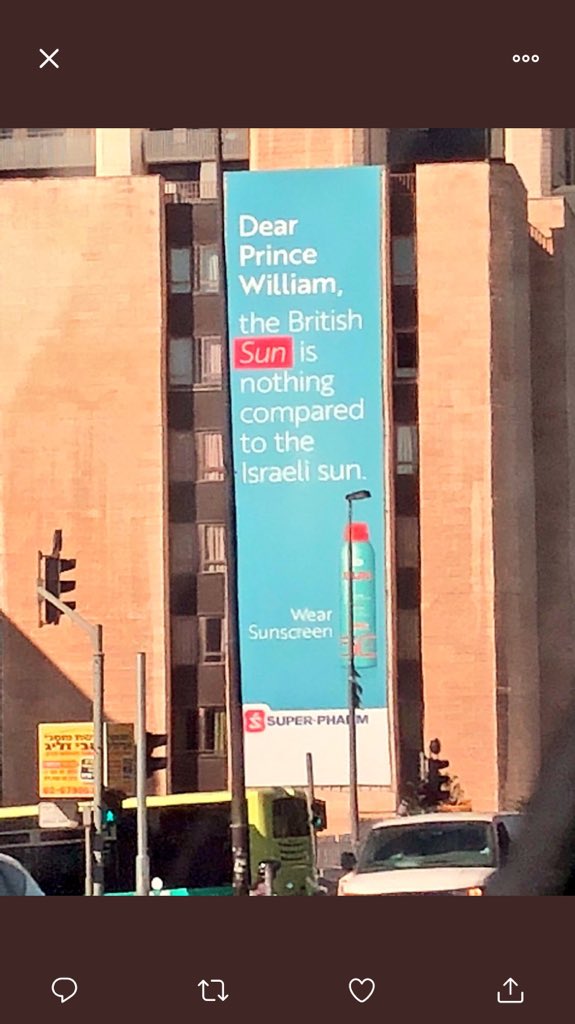 Dear
Prince
William,
the British
Sun is
nothing
compared
to the
Israeli sun.
Wear
Sunscreen
SUPER-PHARM